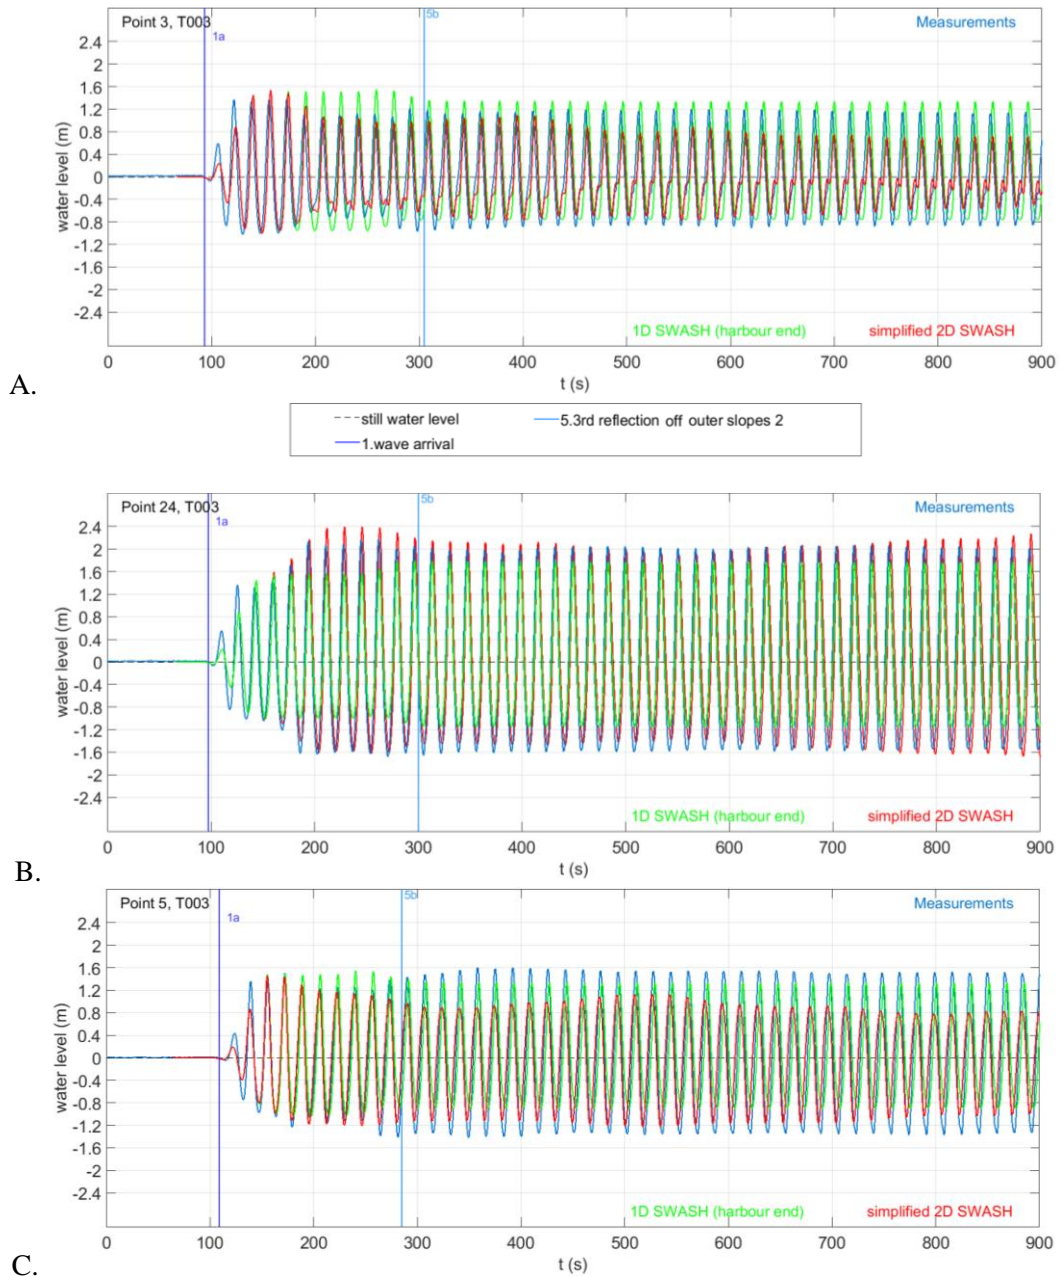 Point 3, T003
5b
Measurements
1a
2.4
2
1.6
1.2
0.8
0.4
0
-0.4
-0.8
-1.2
-1.6
-2
-2.4
water level (m)
1D SWASH (harbour end) simplified 2D SWASH
0 100 200 300 400 500 600 700 800 900
t (s)
A.
still water level 5.3rd reflection off outer slopes 2
1.wave arrival
Point 24, T003
5b
Measurements
1a
2.4
2
1.6
1.2
0.8
0.4
0
-0.4
-0.8
-1.2
-1.6
-2
-2.4
water level (m)
1D SWASH (harbour end) simplified 2D SWASH
0 100 200 300 400 500 600 700 800 900
t (s)
B.
Point 5, T003
5b
Measurements
1a
2.4
2
1.6
1.2
0.8
0.4
0
-0.4
-0.8
-1.2
-1.6
-2
-2.4
water level (m)
1D SWASH (harbour end) simplified 2D SWASH
0 100 200 300 400 500 600 700 800 900
t (s)
C.